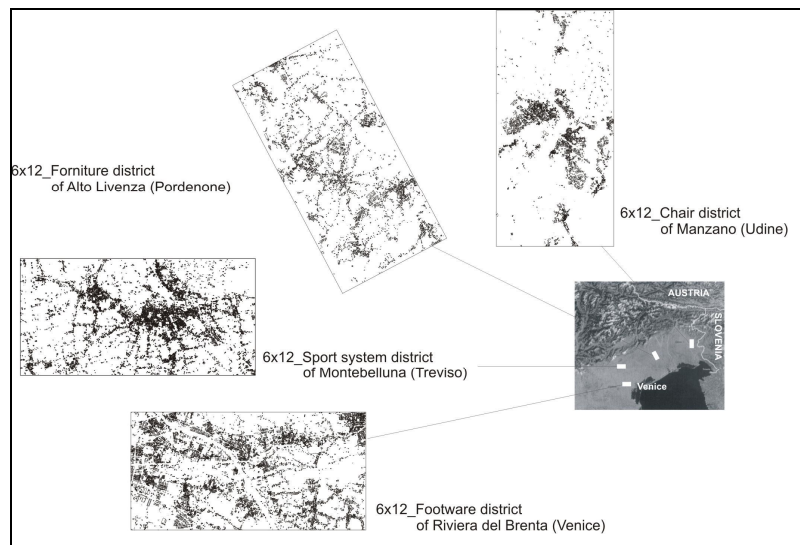 6x12_Forniture district
of Alto Livenza (Pordenone)
6x12_Chair district
of Manzano (Udine)
AUSTRIA
SLOVENIA
Venice
6x12_Sport system district
of Montebelluna (Treviso)
6x12_Footware district
of Riviera del Brenta (Venice)